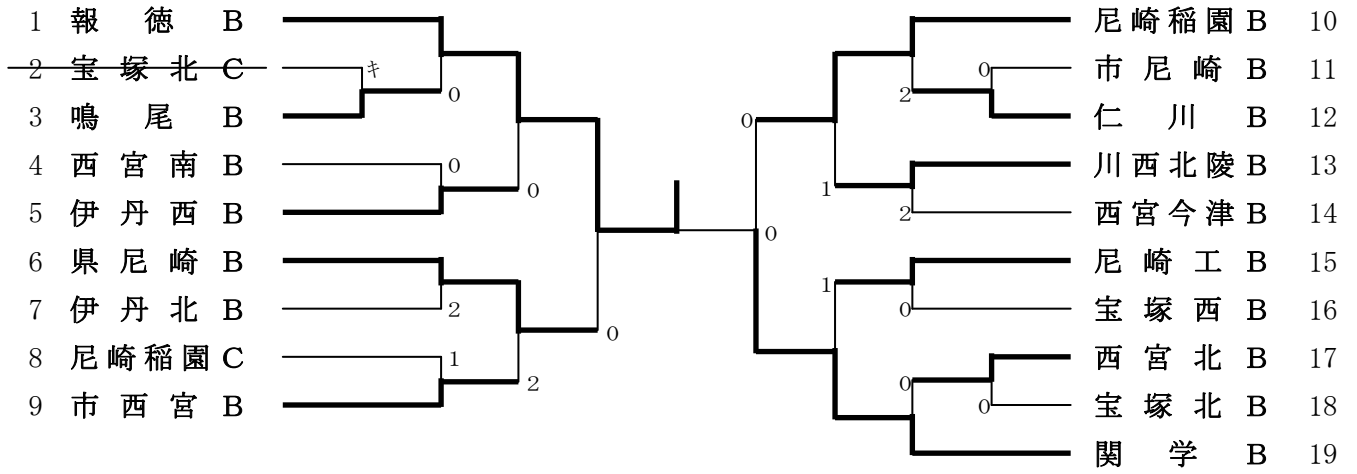 1 報徳 B
2 宝塚北 C
キ
3 鳴尾 B
0
4 西宮南 B
0
5 伊丹西 B
0
6 県尼崎 B
7 伊丹北 B
2
0
8 尼崎稲園 C
1
2
9 市西宮 B
尼崎稲園 B 10
0
市尼崎 B 11
2
仁川 B 12
0
川西北陵 B 13
1
2
西宮今津 B 14
0
尼崎工 B 15
1
0
宝塚西 B 16
西宮北 B 17
0
0
宝塚北 B 18
関学 B 19